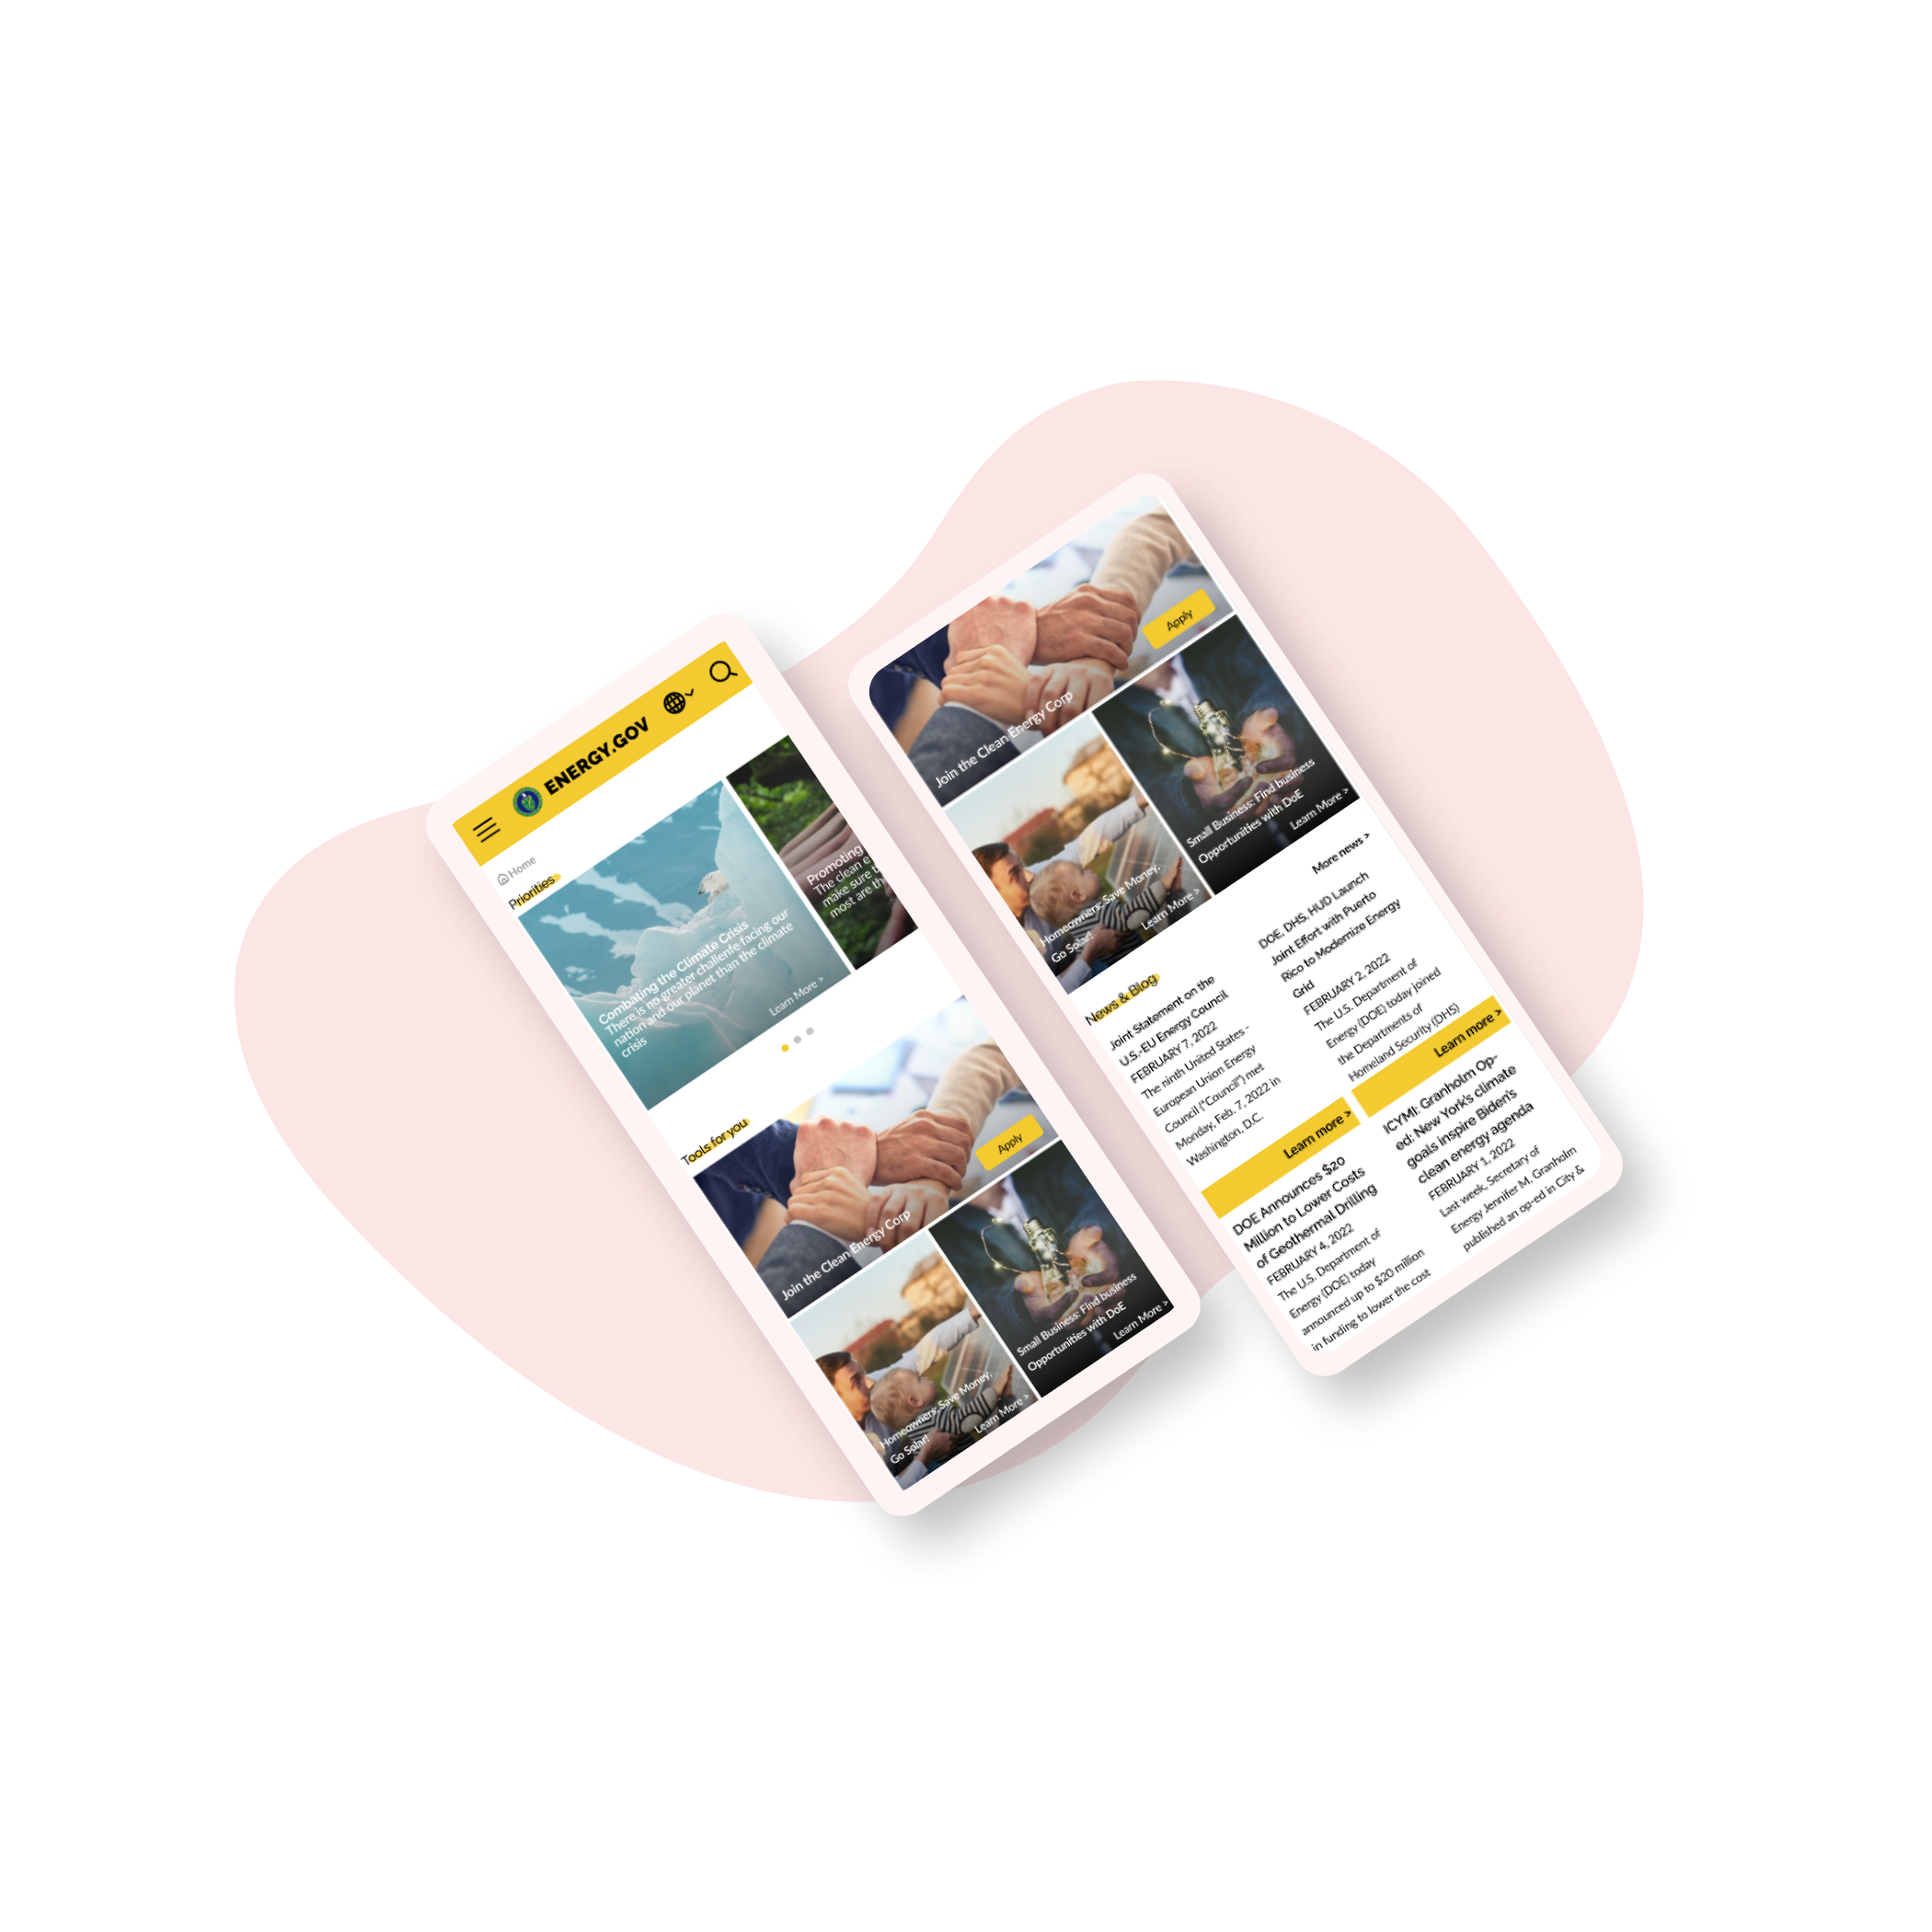 ENERGY.GOV
Home
Priorities
Combating the Climate Crisis
There is no greater challenfe facing our
nation and our planet than the climate
crisis
Learn More >
Promoting
The clean e
make sure t
most are th
Tools for you
Apply
Join the Clean Energy Corp
Homeowners: Save Money,
Go Solar!
Learn More >
Small Business: Find business
Opportunities with DoE
Learn More >
Apply
Join the Clean Energy Corp
Homeowners: Save Money,
Go Solar!
Learn More >
Small Business: Find business
Opportunities with DoE
Learn More >
News & Blog
More news >
Joint Statement on the
U.S.-EU Energy Council
FEBRUARY 7, 2022
The ninth United States -
European Union Energy
Council ("Council") met
Monday, Feb. 7, 2022 in
Washington, D.C.
Learn more >
DOE, DHS, HUD Launch
Joint Effort with Puerto
Rico to Modernize Energy
Grid
FEBRUARY 2, 2022
The U.S. Department of
Energy (DOE) today joined
the Departments of
Homeland Security (DHS)
Learn more >
DOE Announces $20
Million to Lower Costs
of Geothermal Drilling
FEBRUARY 4, 2022
The U.S. Department of
Energy (DOE) today
announced up to $20 million
in funding to lower the cost
ICYMI: Granholm Op-
ed: New York's climate
goals inspire Biden's
clean energy agenda
FEBRUARY 1, 2022
Last week, Secretary of
Energy Jennifer M. Granholm
published an op-ed in City &